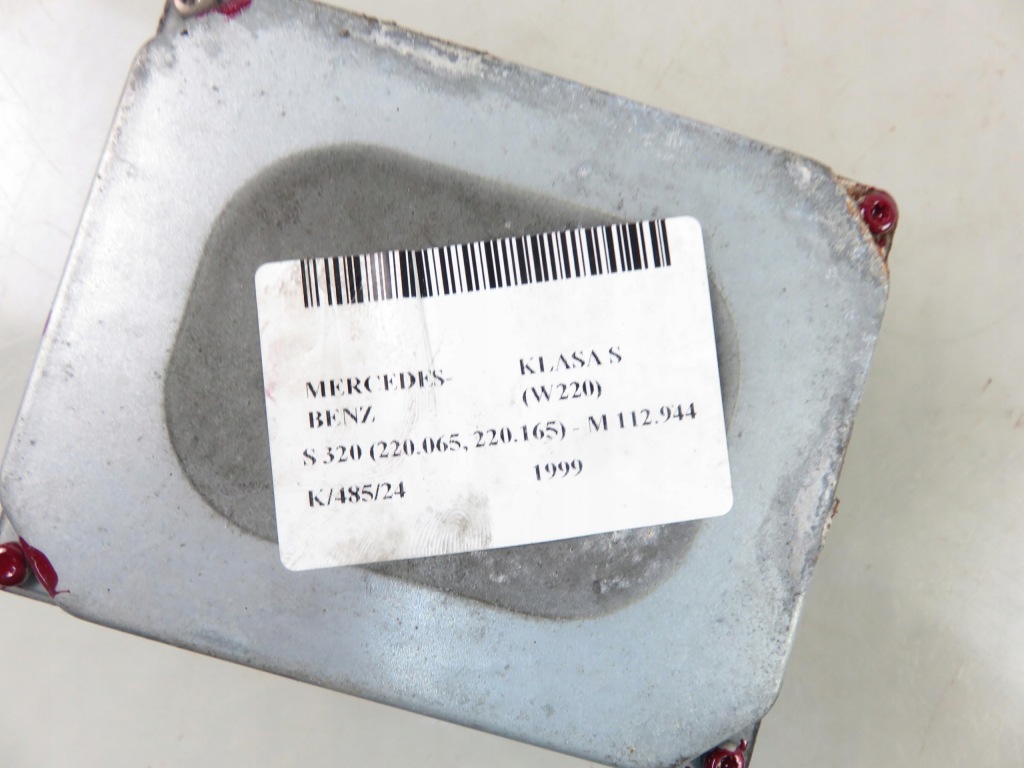 MERCEDES-
BENZ
KLASA S
(W220)
S 320 (220.065, 220.165) - M 112.944
K/485/24
1999